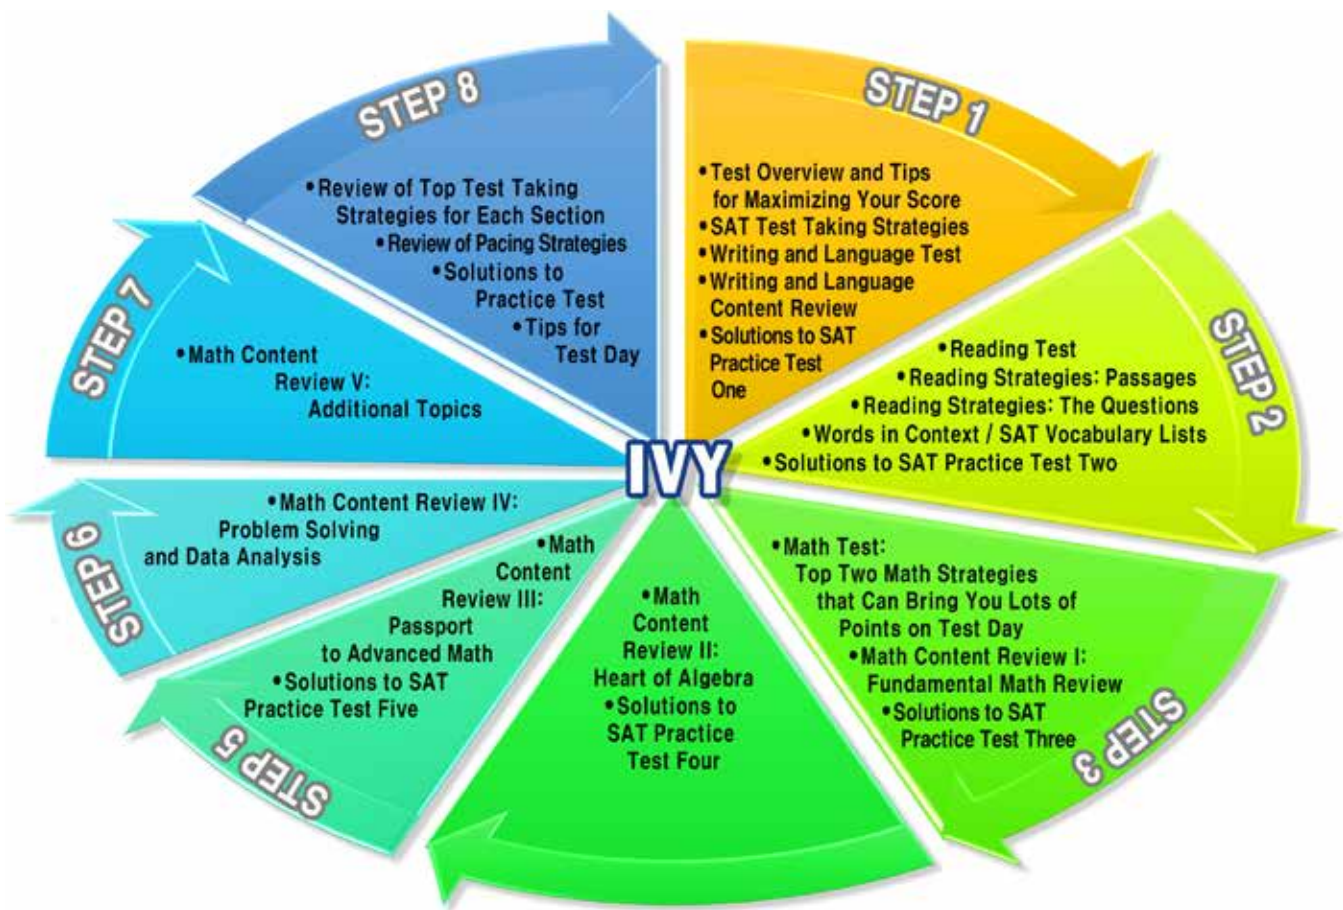 STEP 1
•Test Overview and Tips
for Maximizing Your Score
•SAT Test Taking Strategies
•Writing and Language Test
•Writing and Language
Content Review
•Solutions to SAT
Practice Test
One
STEP 2
•Reading Test
•Reading Strategies: Passages
•Reading Strategies: The Questions
•Words in Context / SAT Vocabulary Lists
•Solutions to SAT Practice Test Two
STEP 3
•Math Test:
Top Two Math Strategies
that Can Bring You Lots of
Points on Test Day
•Math Content Review I:
Fundamental Math Review
•Solutions to SAT
Practice Test Three
•Math
Content
Review II:
Heart of Algebra
•Solutions to
SAT Practice
Test Four
STEP 5
•Math
Content
Review III:
Passport
to Advanced Math
•Solutions to SAT
Practice Test Five
STEP 6
•Math Content Review IV:
Problem Solving
and Data Analysis
STEP 7
•Math Content
Review V:
Additional Topics
STEP 8
•Review of Top Test Taking
Strategies for Each Section
•Review of Pacing Strategies
•Solutions to
Practice Test
•Tips for
Test Day
IVY